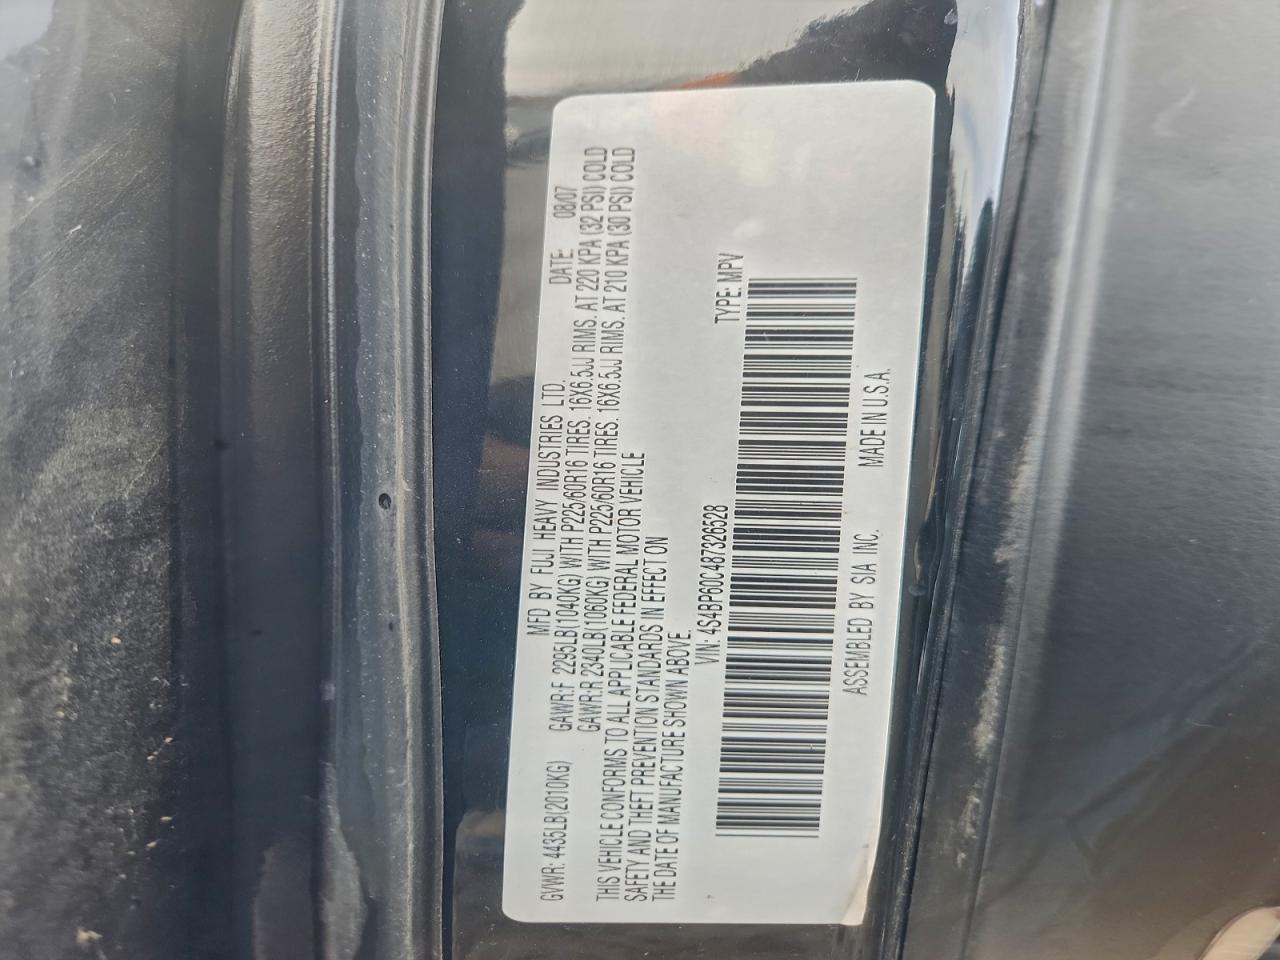 MFD BY FUJI HEAVY INDUSTRIES LTD. DATE: 08/07
GVWR: 4435LB(2010KG) GAWR:F 2295LB(1040KG) WITH P225/60R16 TIRES. 16X6.5JJ RIMS. AT 220 KPA (32 PSI) COLD
GAWR:R 2340LB(1060KG) WITH P225/60R16 TIRES. 16X6.5JJ RIMS. AT 210 KPA (30 PSI) COLD
THIS VEHICLE CONFORMS TO ALL APPLICABLE FEDERAL MOTOR VEHICLE
SAFETY AND THEFT PREVENTION STANDARDS IN EFFECT ON
THE DATE OF MANUFACTURE SHOWN ABOVE.
VIN: 4S4BP60C487326528 TYPE: MPV
ASSEMBLED BY SIA INC. MADE IN U.S.A.